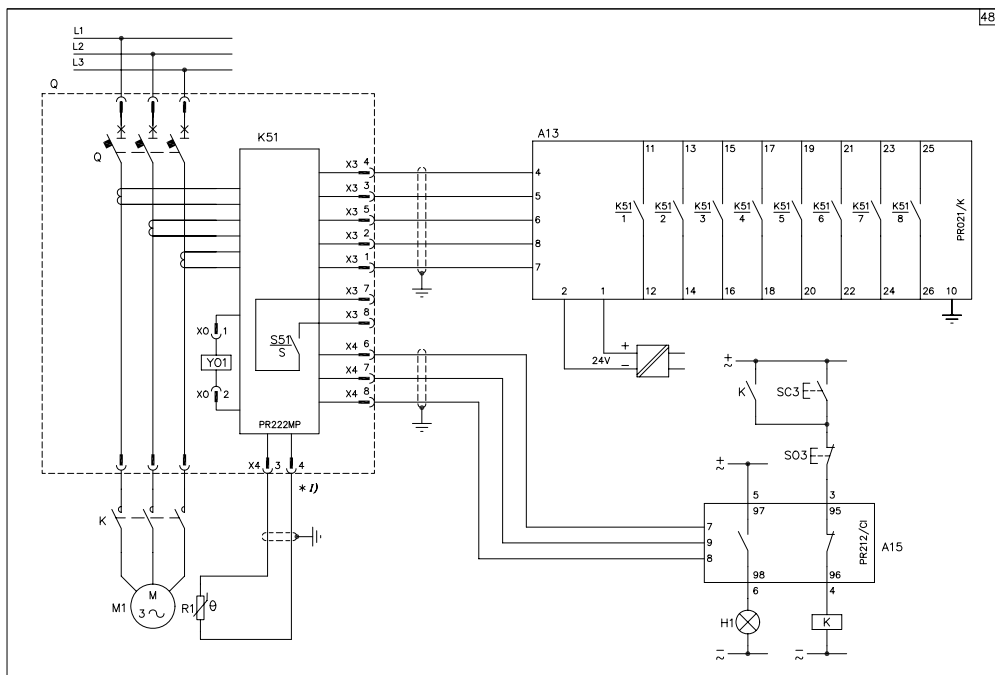 48
L1
L2
L3
Q
Q
K51
X3 4
X3 3
X3 5
X3 2
X3 1
X3 7
X3 8
X4 6
X4 7
X4 8
S51
S
X0 1
Y01
X0 2
PR222MP
X4 3 4
* 1)
K
M1
M
3 ~
R1
θ
A13
4
5
6
8
7
11 13 15 17 19 21 23 25
K51 K51 K51 K51 K51 K51 K51 K51
1 2 3 4 5 6 7 8
PR021/K
2 1 12 14 16 18 20 22 24 26 10
24V
+
−
+
~
K
SC3
SO3
+
~
5 3
97 95
7
9
8
PR212/CI
A15
98 96
6 4
H1
K
−
~
−
~